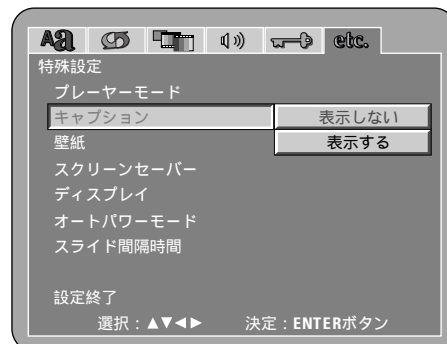 Aa etc.
特殊設定
プレーヤーモード
キャプション 表示しない
壁紙 表示する
スクリーンセーバー
ディスプレイ
オートパワーモード
スライド間隔時間
設定終了
選択：▲▼◀▶ 決定：ENTERボタン